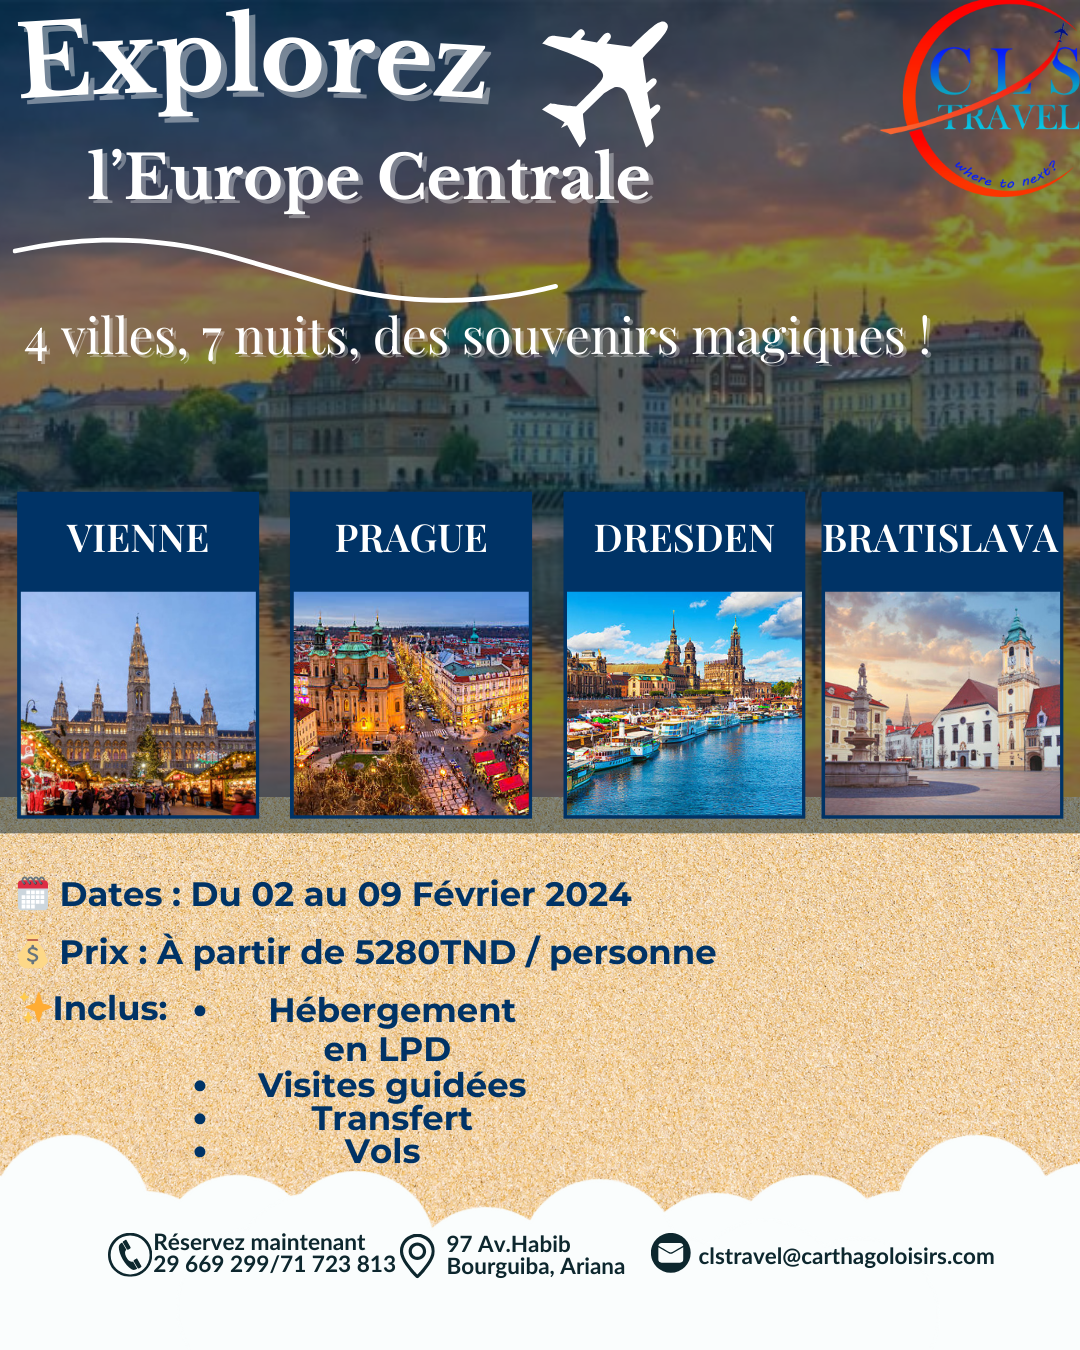 Explorez
l'Europe Centrale
CLS
TRAVEL
where to next?
4 villes, 7 nuits, des souvenirs magiques !
VIENNE
PRAGUE
DRESDEN
BRATISLAVA
Dates : Du 02 au 09 Février 2024
Prix : À partir de 5280TND / personne
Inclus:
• Hébergement
en LPD
• Visites guidées
• Transfert
• Vols
Réservez maintenant
29 669 299/71 723 813
97 Av.Habib
Bourguiba, Ariana
clstravel@carthagoloisirs.com